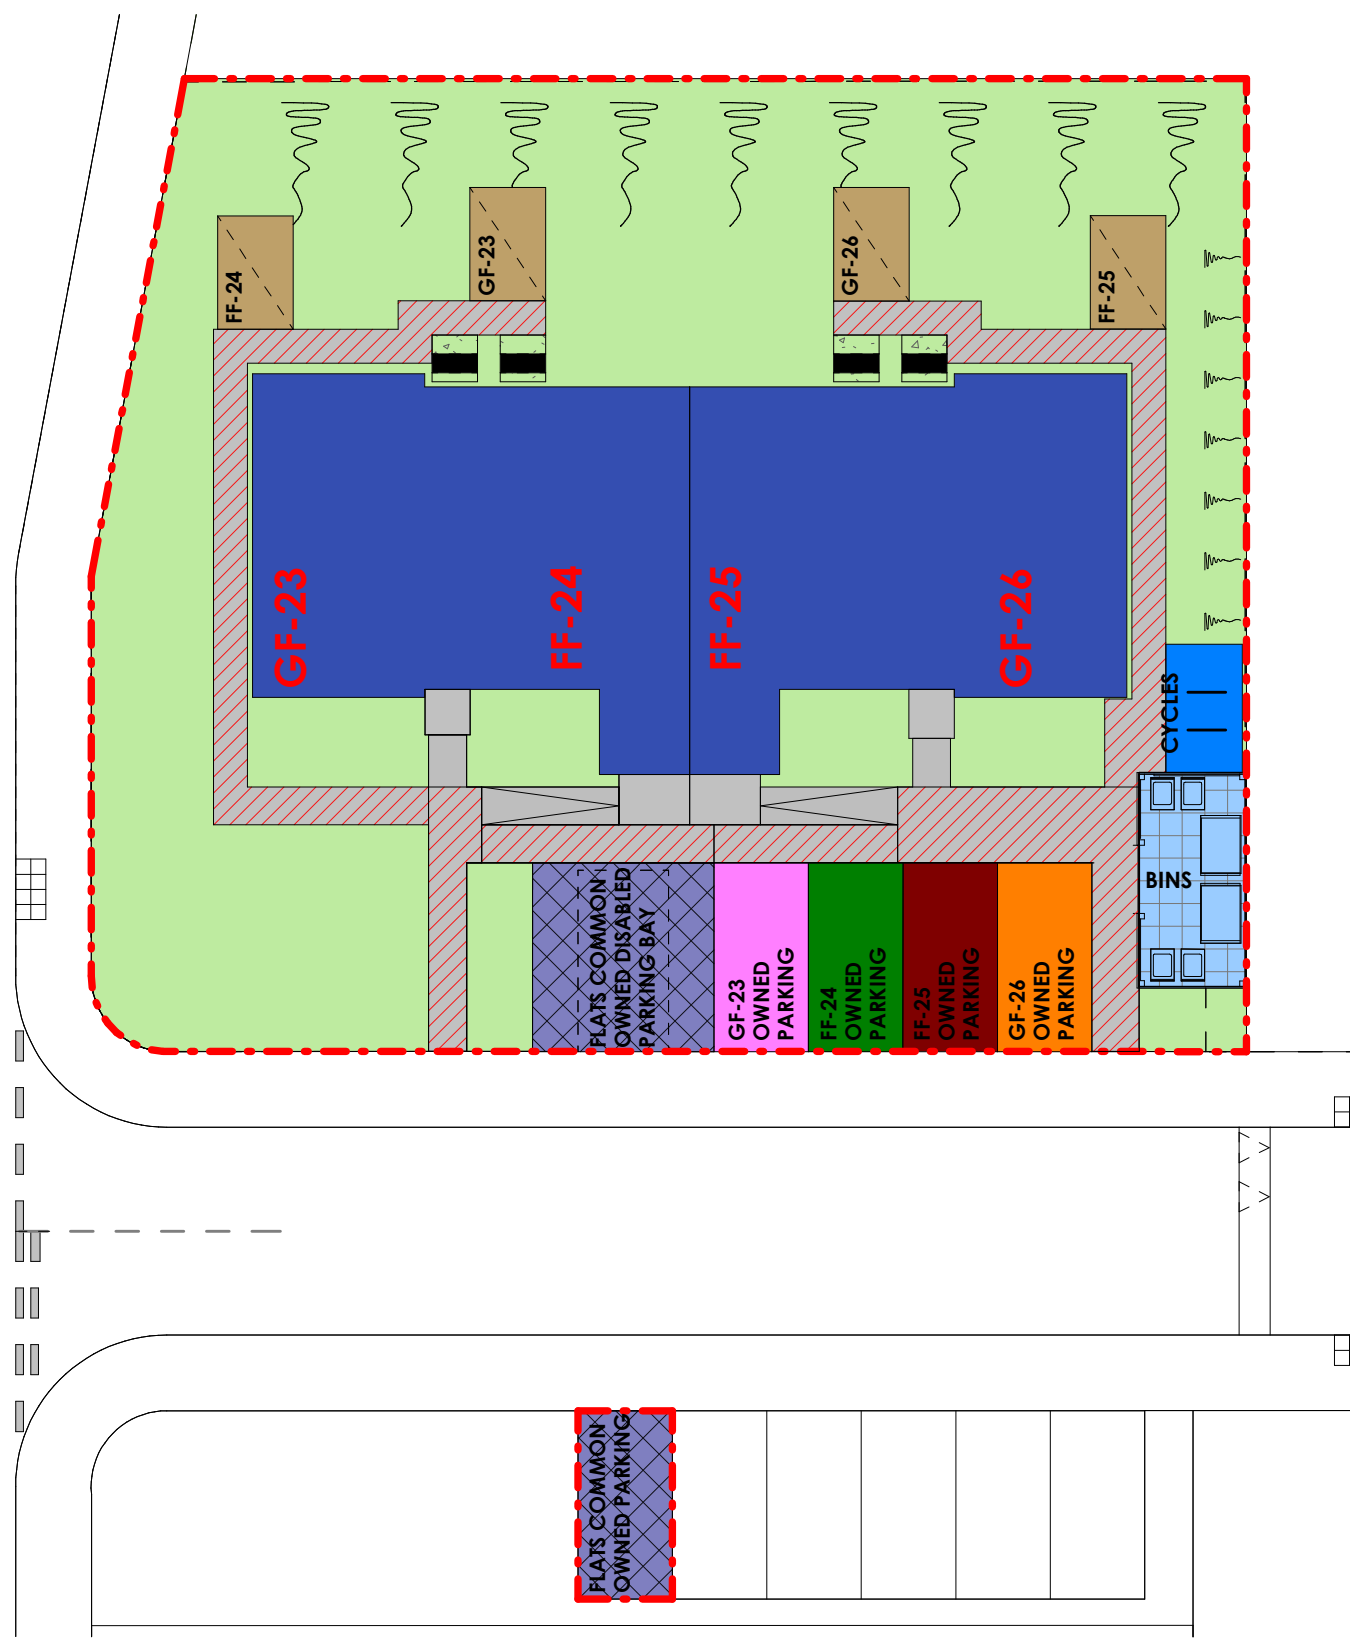 FF-24
GF-23
GF-26
FF-25
GF-23
FF-24
FF-25
GF-26
CYCLES
BINS
FLATS COMMON
OWNED DISABLED
PARKING BAY
GF-23
OWNED
PARKING
FF-24
OWNED
PARKING
FF-25
OWNED
PARKING
GF-26
OWNED
PARKING
FLATS COMMON
OWNED PARKING